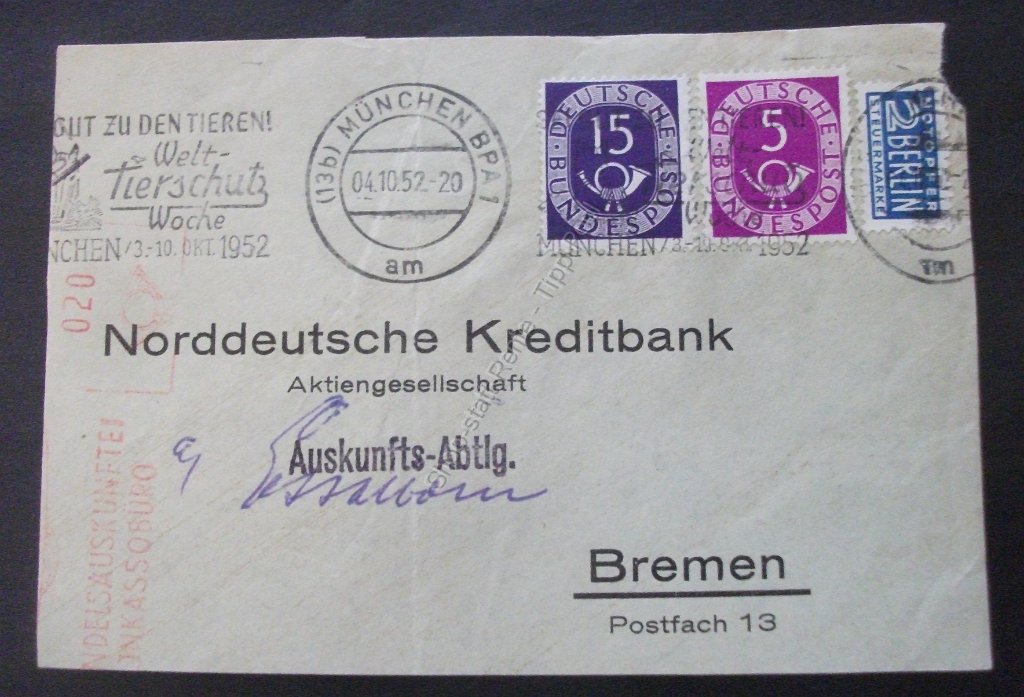 GUT ZU DEN TIEREN!
Welt-
Tierschutz
Woche
NCHEN / 3.-10. OKT. 1952
(13b) MÜNCHEN BPA 1
04.10.52-20
am
DEUTSCHE
15
BUNDESPOST
DEUTSCHE
5
BUNDESPOST
NOTOPFER
2 BERLIN
STEUERMARKE
MÜNCHEN / 3.-10. OKT. 1952
020
Norddeutsche Kreditbank
Aktiengesellschaft
Auskunfts-Abtlg.
NDELSAUSKUNFTEI
INKASSOBÜRO
Bremen
Postfach 13